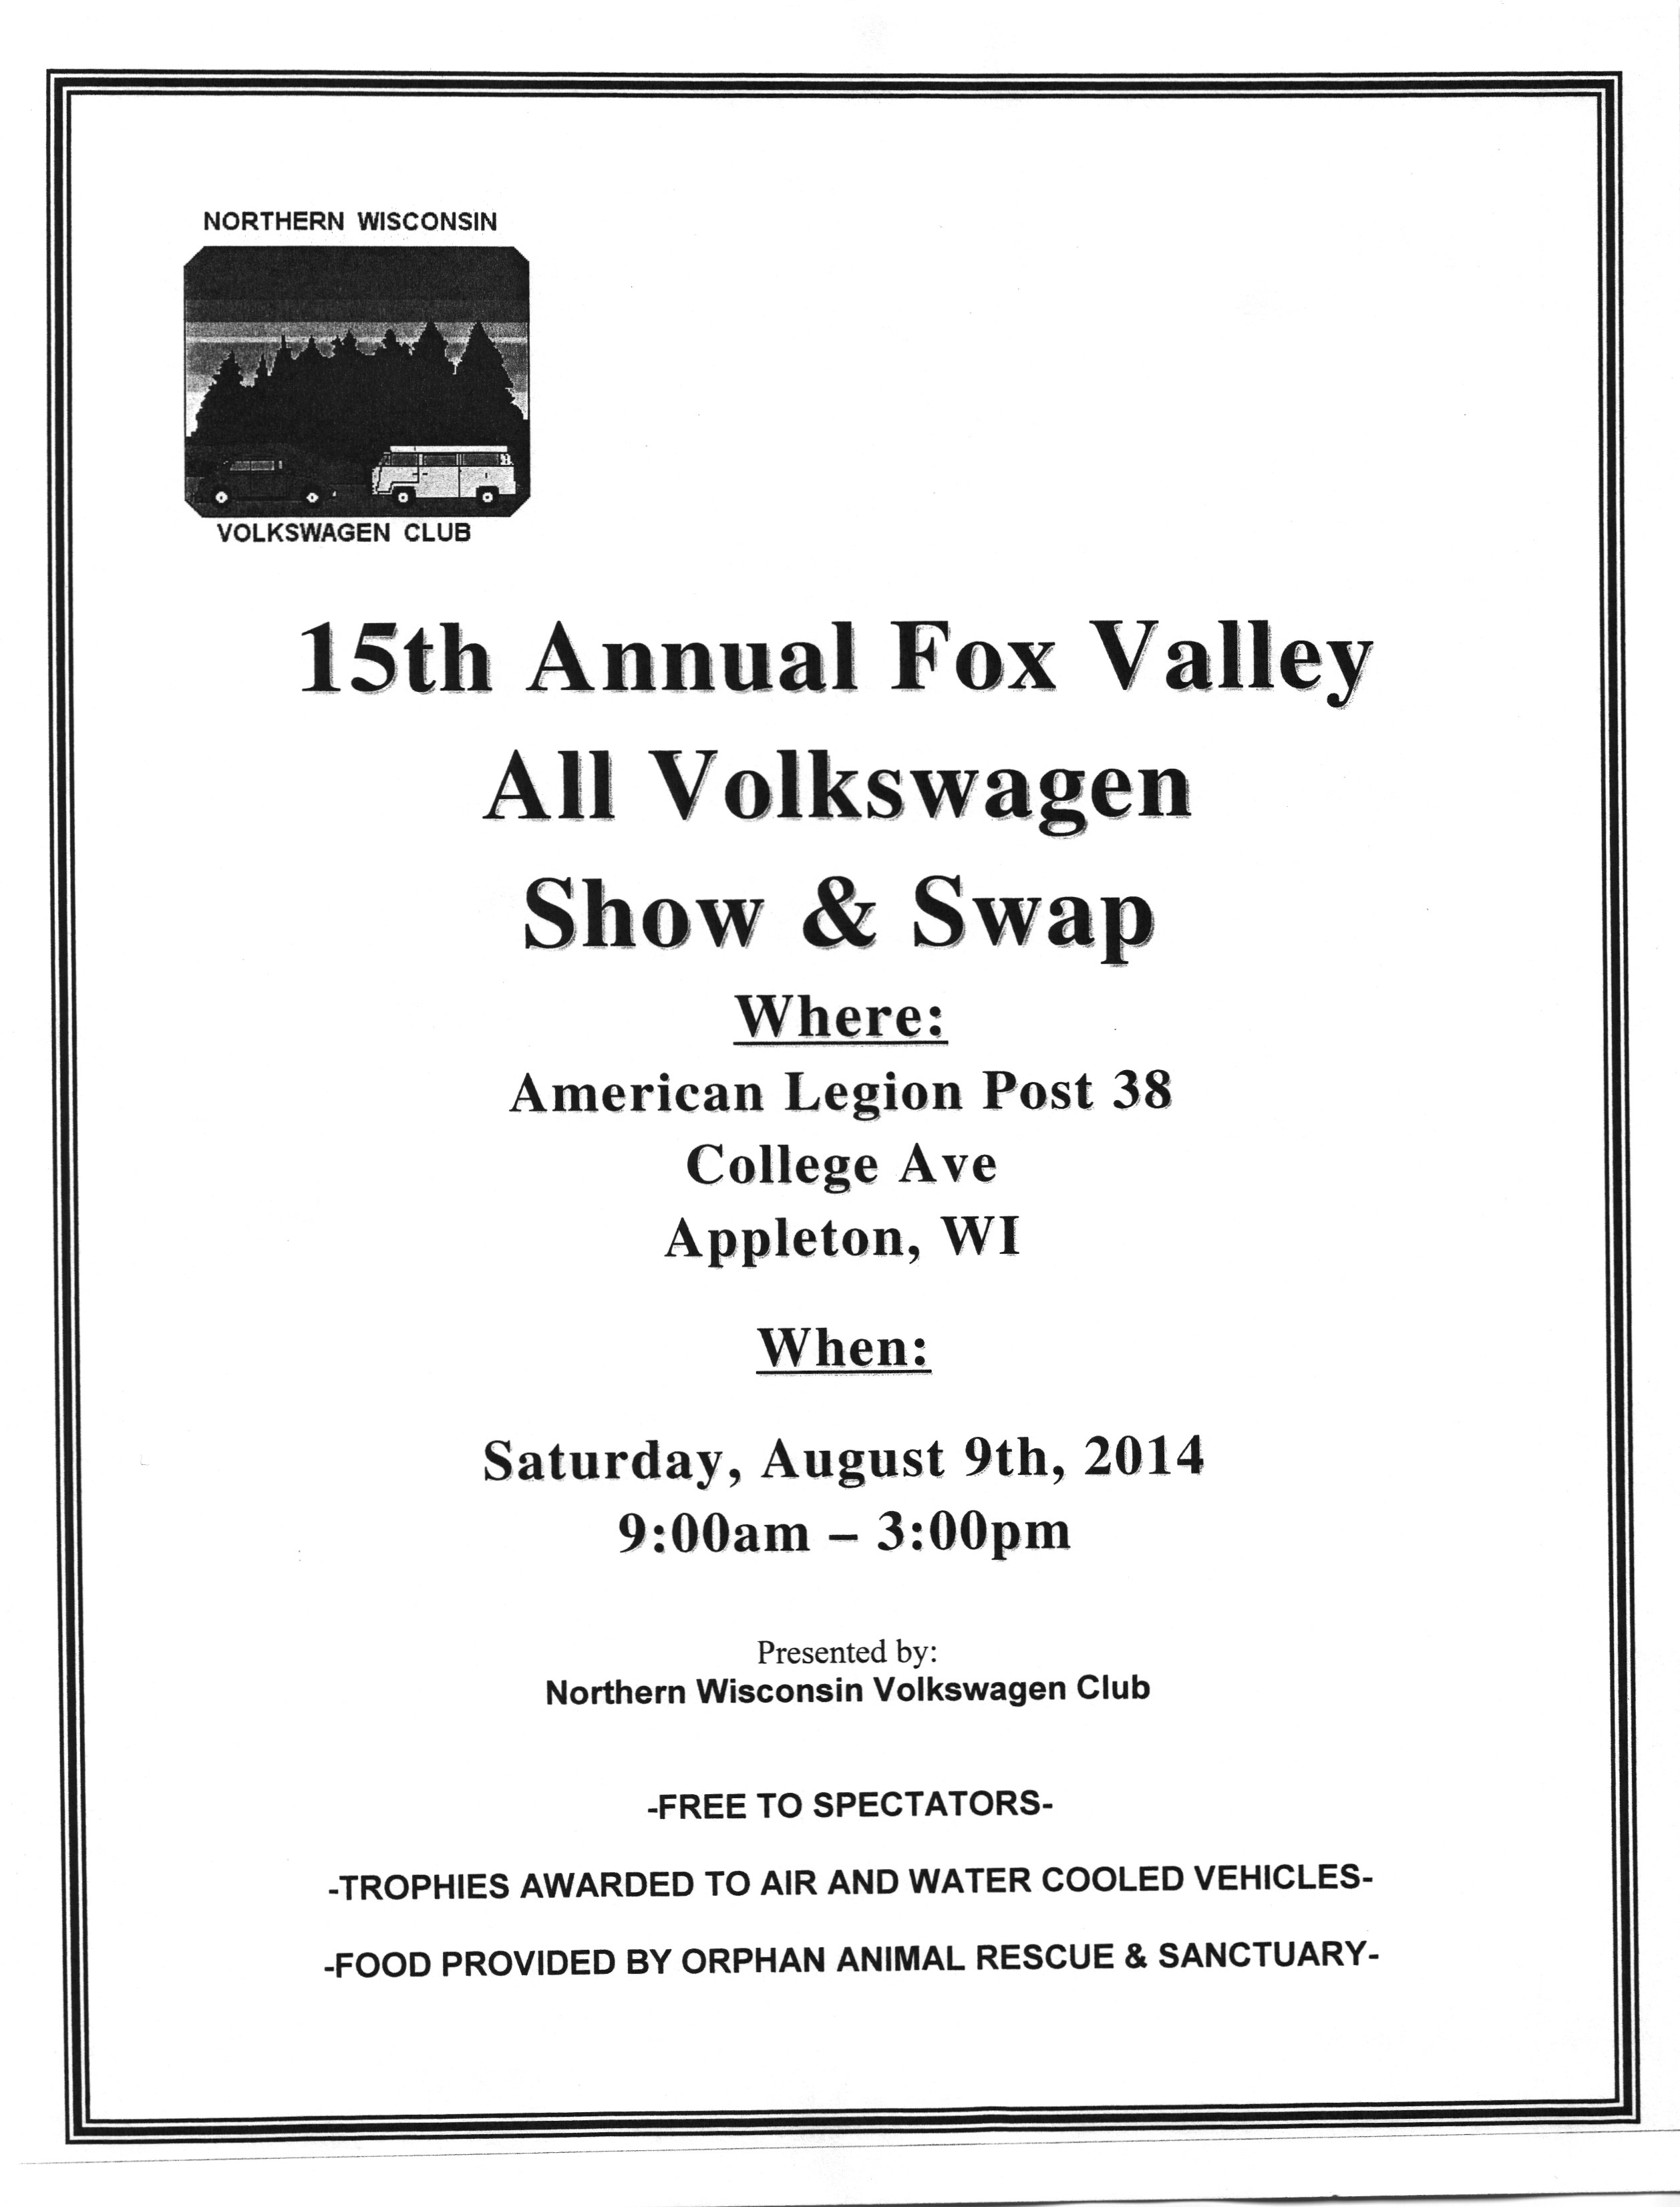 NORTHERN WISCONSIN
VOLKSWAGEN CLUB
15th Annual Fox Valley
All Volkswagen
Show & Swap
Where:
American Legion Post 38
College Ave
Appleton, WI
When:
Saturday, August 9th, 2014
9:00am – 3:00pm
Presented by:
Northern Wisconsin Volkswagen Club
-FREE TO SPECTATORS-
-TROPHIES AWARDED TO AIR AND WATER COOLED VEHICLES-
-FOOD PROVIDED BY ORPHAN ANIMAL RESCUE & SANCTUARY-